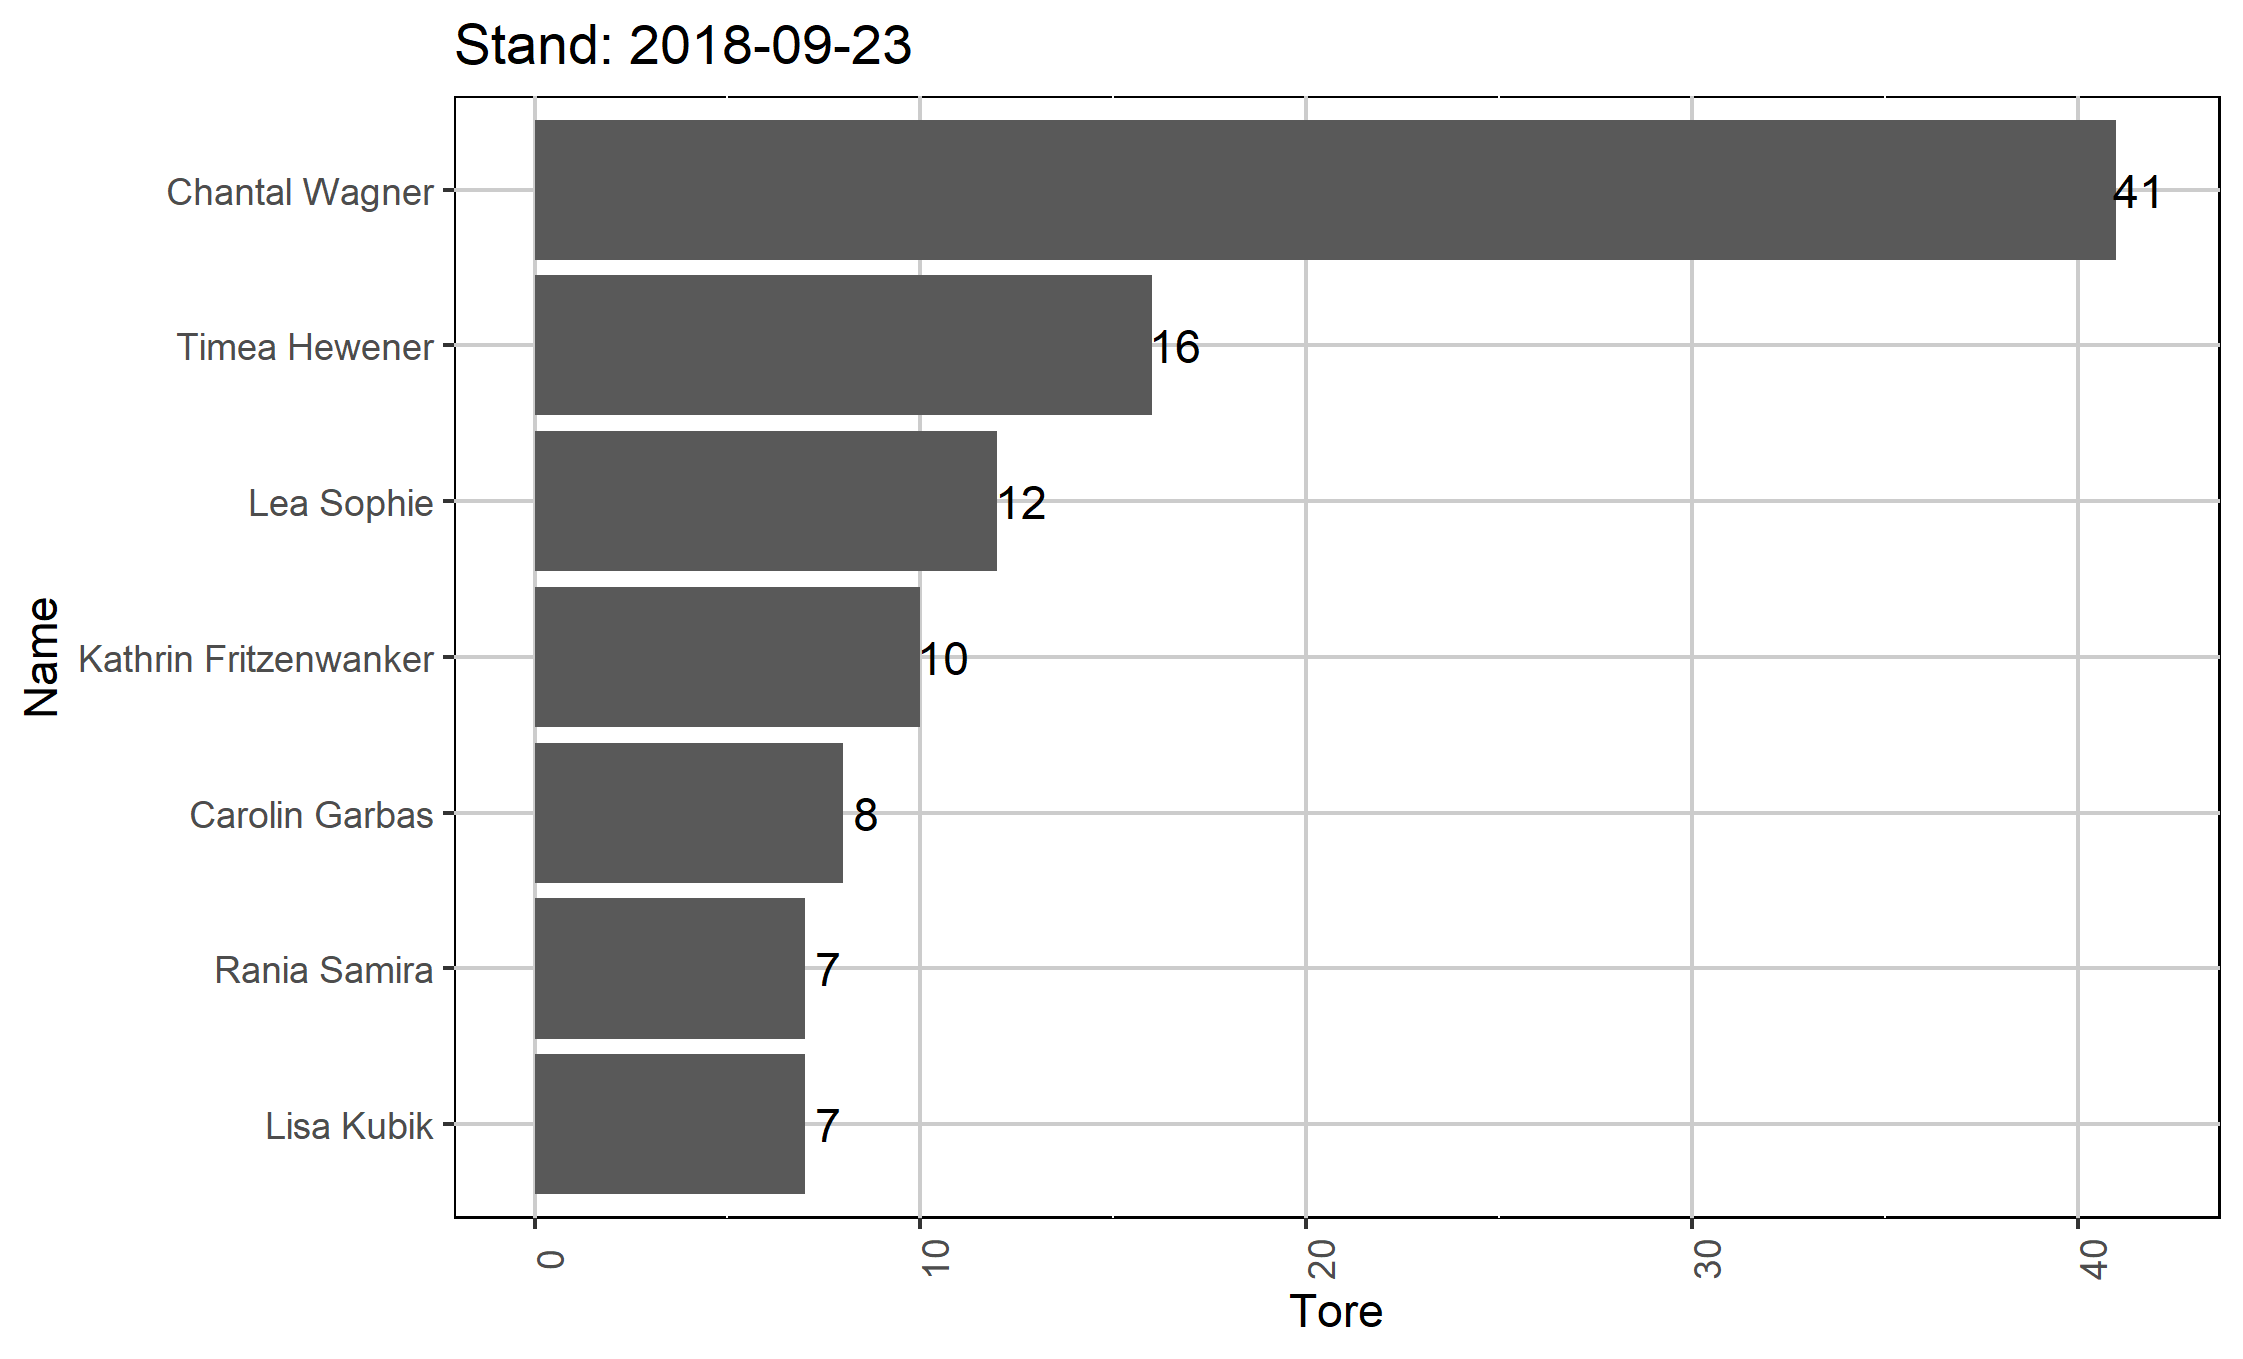 Stand: 2018-09-23
Name
Chantal Wagner 41
Timea Hewener 16
Lea Sophie 12
Kathrin Fritzenwanker 10
Carolin Garbas 8
Rania Samira 7
Lisa Kubik 7
0 10 20 30 40
Tore